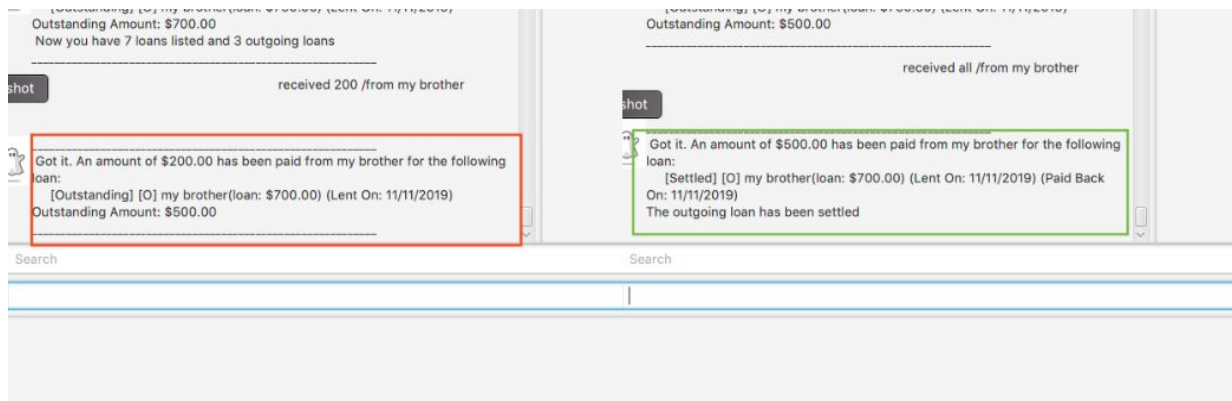 Outstanding Amount: $700.00
Now you have 7 loans listed and 3 outgoing loans
received 200 /from my brother
shot
Got it. An amount of $200.00 has been paid from my brother for the following
loan:
[Outstanding] [O] my brother(loan: $700.00) (Lent On: 11/11/2019)
Outstanding Amount: $500.00
Search
Outstanding Amount: $500.00
received all /from my brother
shot
Got it. An amount of $500.00 has been paid from my brother for the following
loan:
[Settled] [O] my brother(loan: $700.00) (Lent On: 11/11/2019) (Paid Back
On: 11/11/2019)
The outgoing loan has been settled
Search